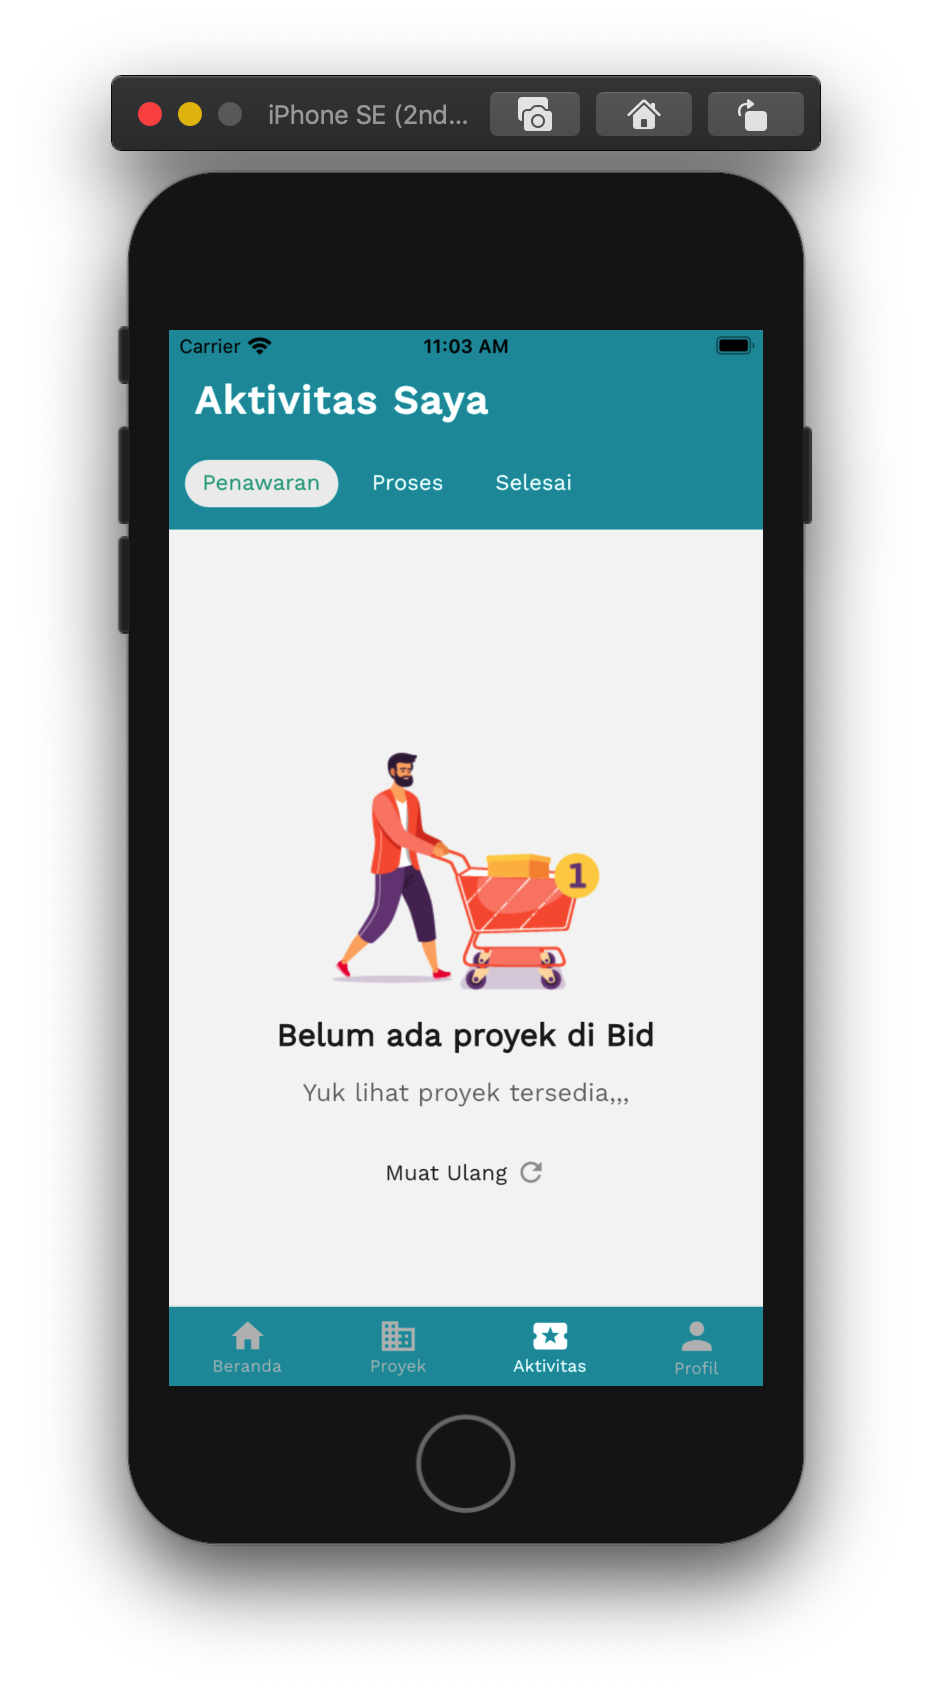 iPhone SE (2nd...
Carrier 11:03 AM
Aktivitas Saya
Penawaran Proses Selesai
1
Belum ada proyek di Bid
Yuk lihat proyek tersedia,,,
Muat Ulang
Beranda Proyek Aktivitas Profil